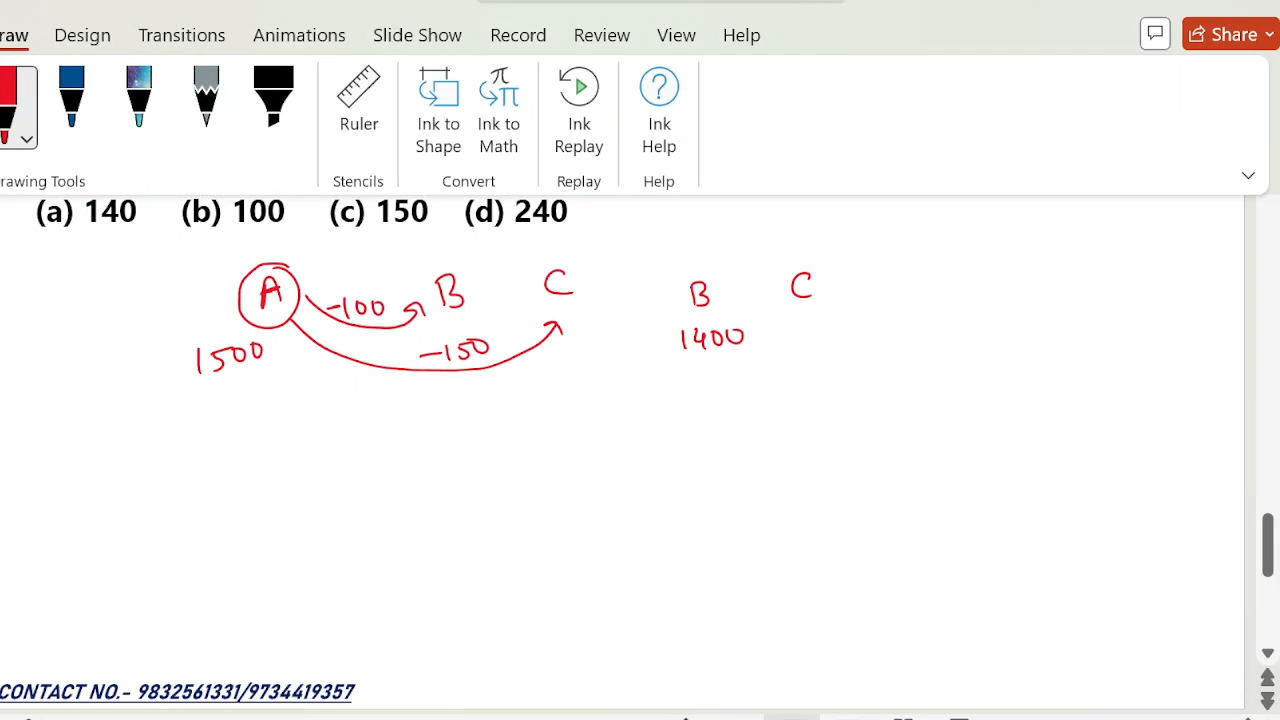 raw Design Transitions Animations Slide Show Record Review View Help Share
Ruler
Ink to Shape
Ink to Math
Ink Replay
Ink Help
rawing Tools Stencils Convert Replay Help
(a) 140 (b) 100 (c) 150 (d) 240
A -100 B C B C
1500 -150 1400
CONTACT NO.- 9832561331/9734419357